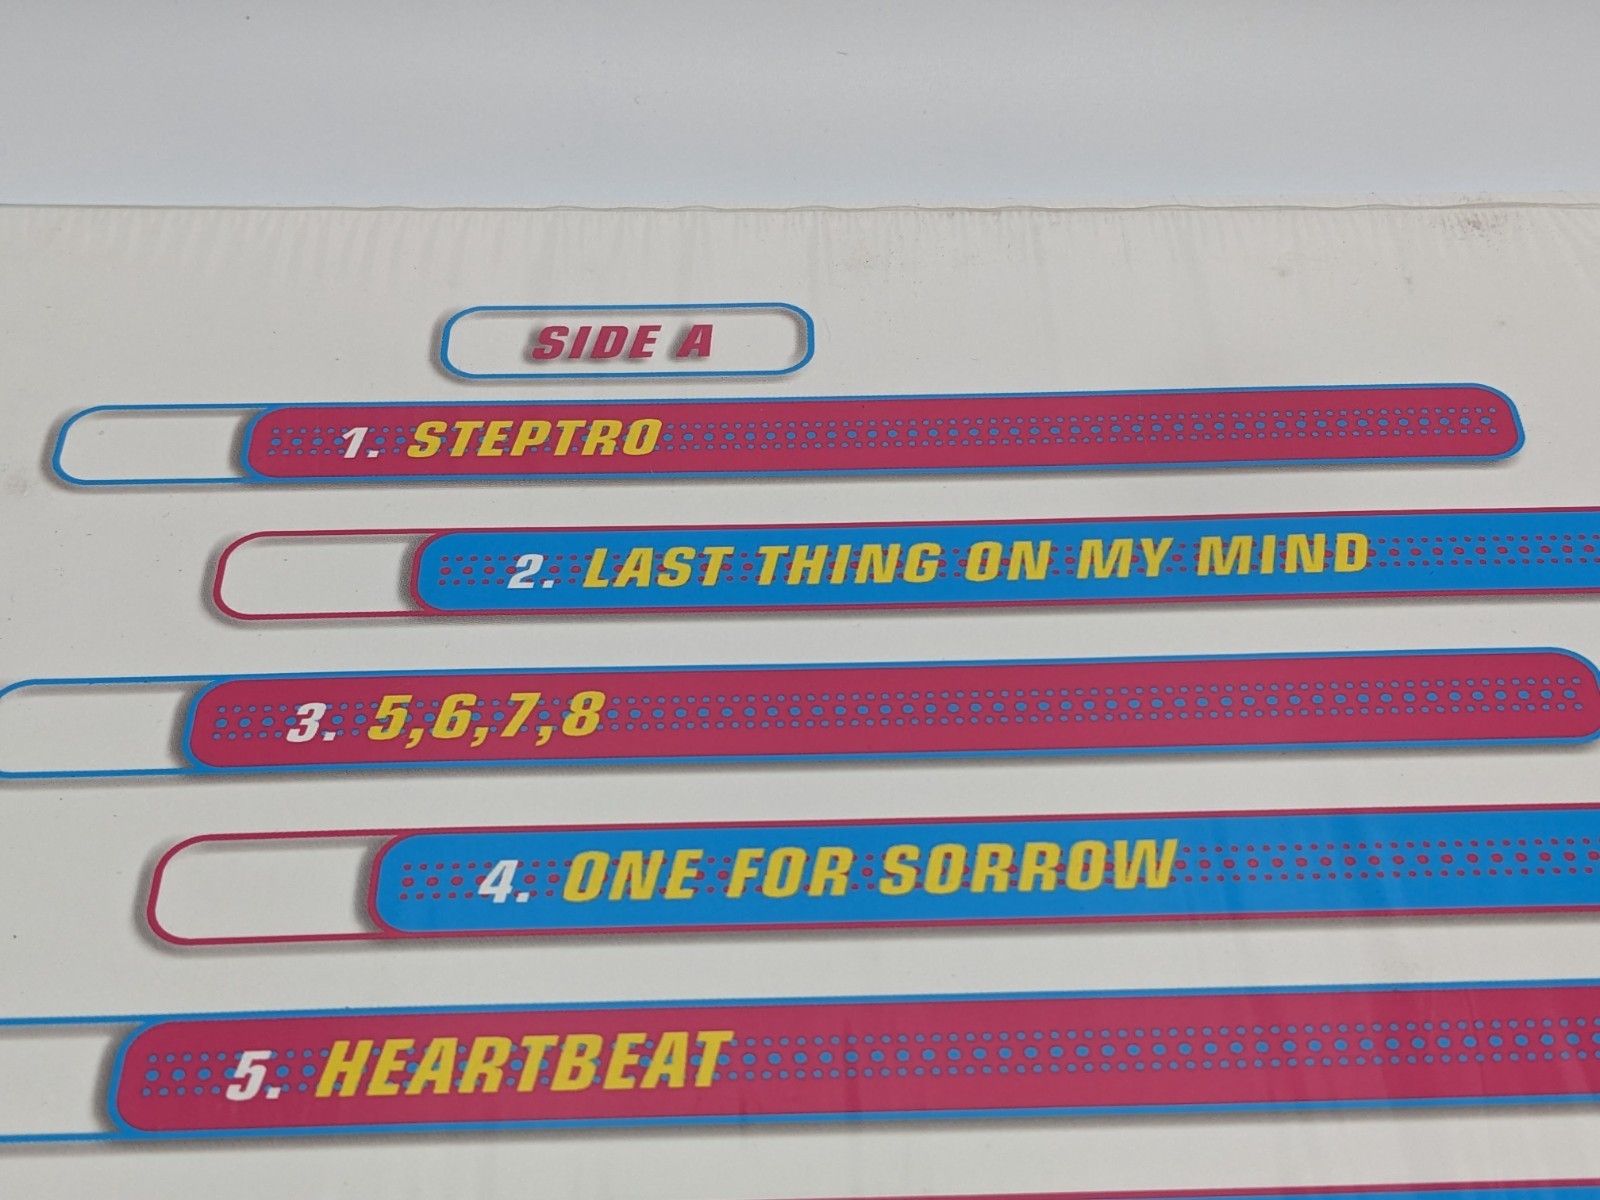 SIDE A
1. STEPTRO
2. LAST THING ON MY MIND
3. 5,6,7,8
4. ONE FOR SORROW
5. HEARTBEAT